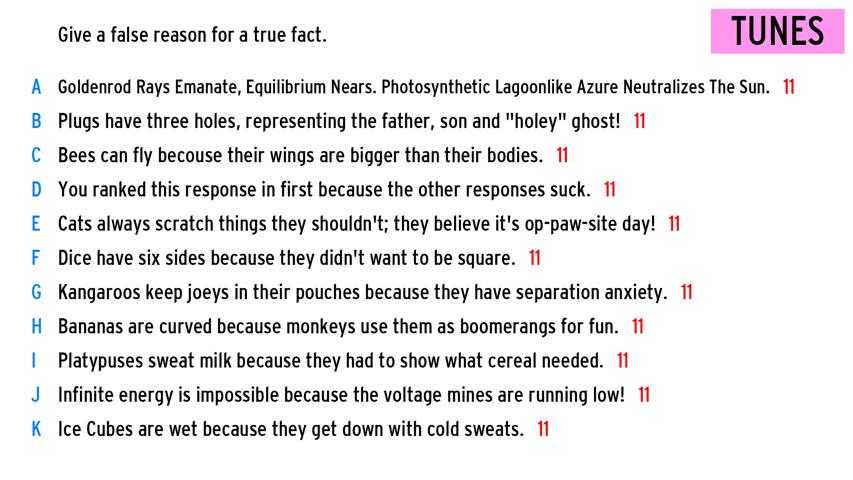 Give a false reason for a true fact.
TUNES
A Goldenrod Rays Emanate, Equilibrium Nears. Photosynthetic Lagoonlike Azure Neutralizes The Sun. 11
B Plugs have three holes, representing the father, son and "holey" ghost! 11
C Bees can fly becouse their wings are bigger than their bodies. 11
D You ranked this response in first because the other responses suck. 11
E Cats always scratch things they shouldn't; they believe it's op-paw-site day! 11
F Dice have six sides because they didn't want to be square. 11
G Kangaroos keep joeys in their pouches because they have separation anxiety. 11
H Bananas are curved because monkeys use them as boomerangs for fun. 11
I Platypuses sweat milk because they had to show what cereal needed. 11
J Infinite energy is impossible because the voltage mines are running low! 11
K Ice Cubes are wet because they get down with cold sweats. 11